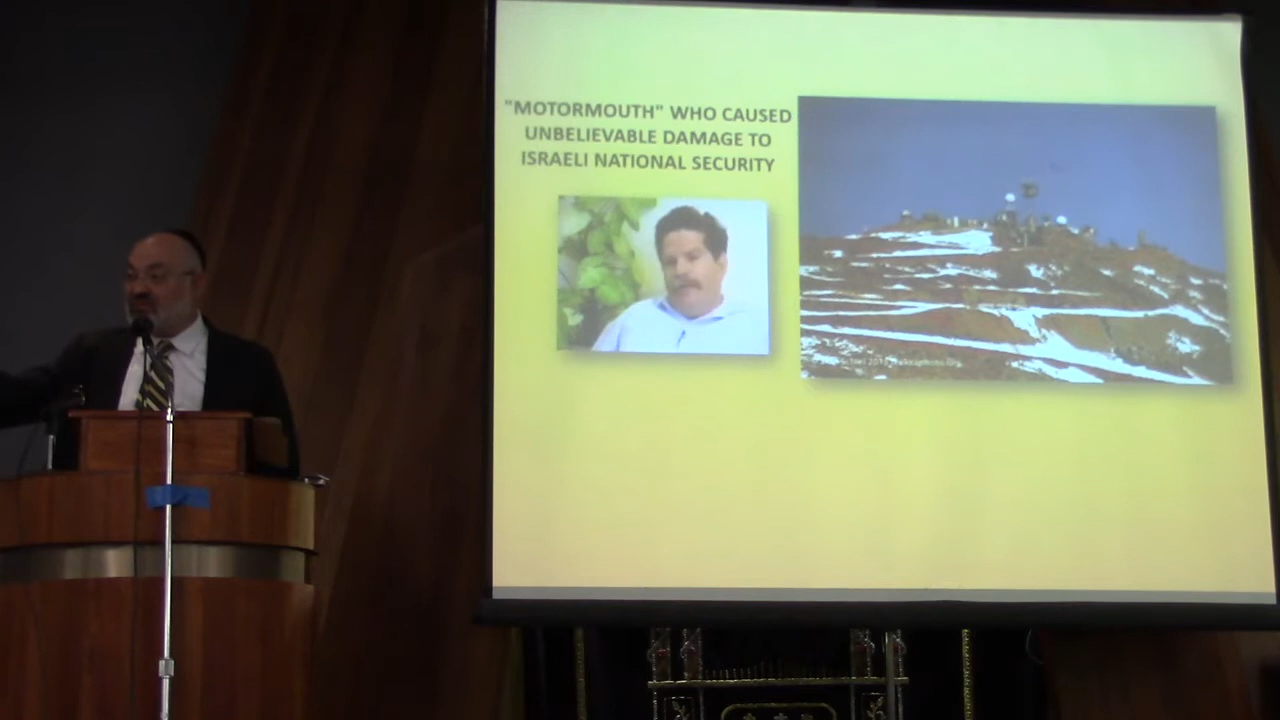 "MOTORMOUTH" WHO CAUSED
UNBELIEVABLE DAMAGE TO
ISRAELI NATIONAL SECURITY